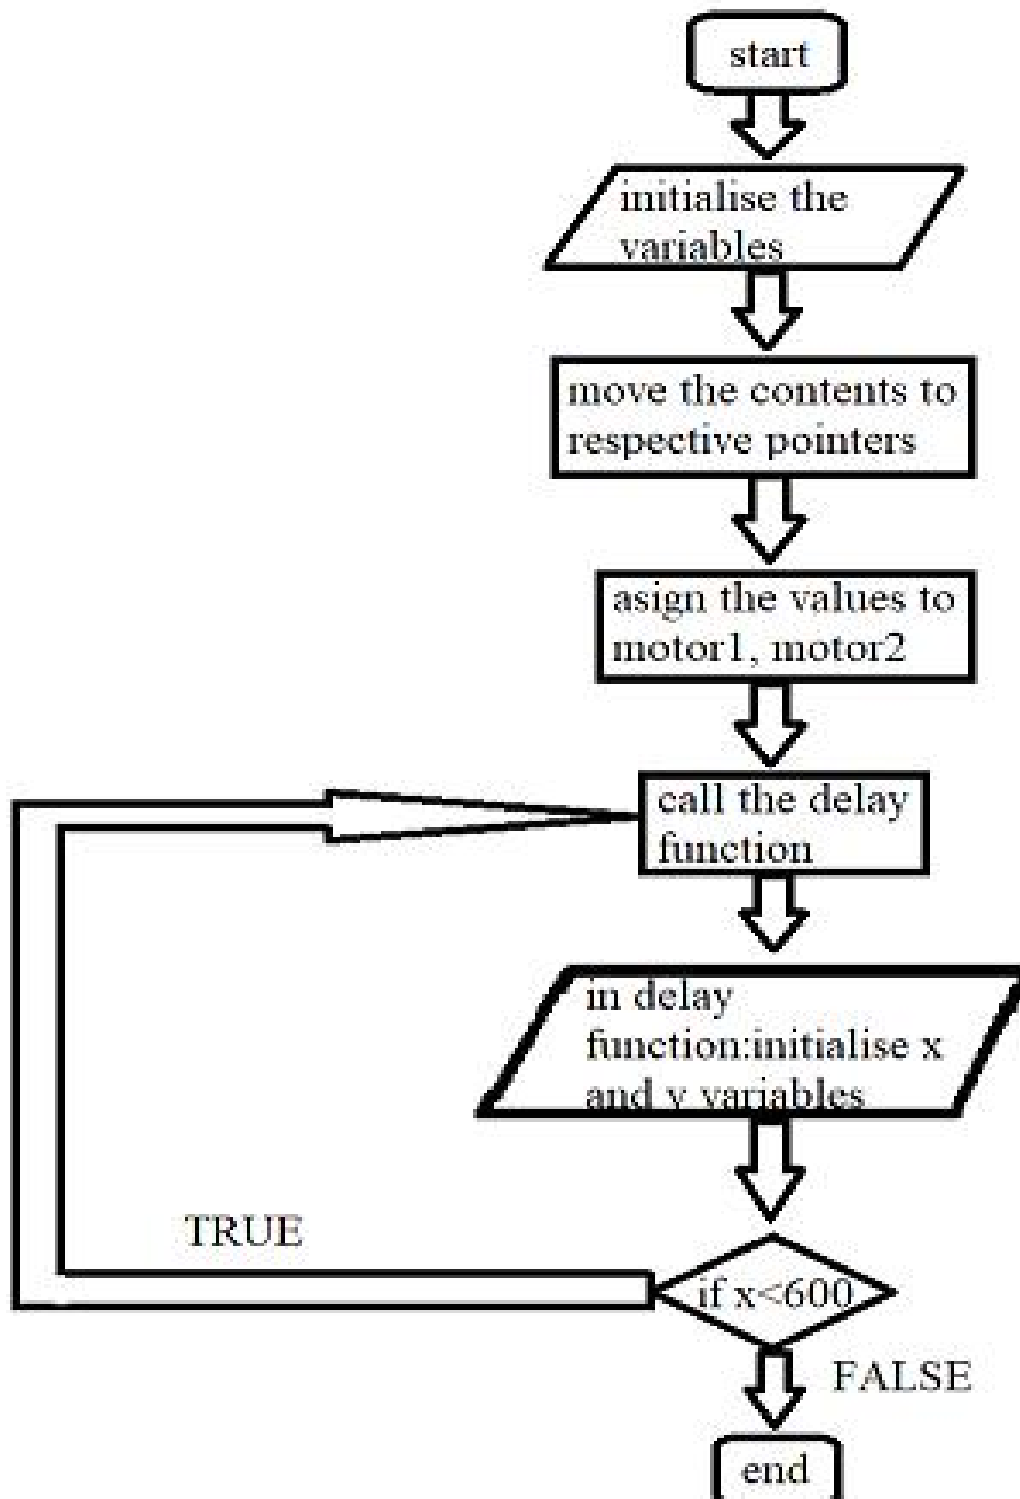 start
initialise the
variables
move the contents to
respective pointers
asign the values to
motor1, motor2
call the delay
function
in delay
function:initialise x
and y variables
TRUE
if x<600
FALSE
end